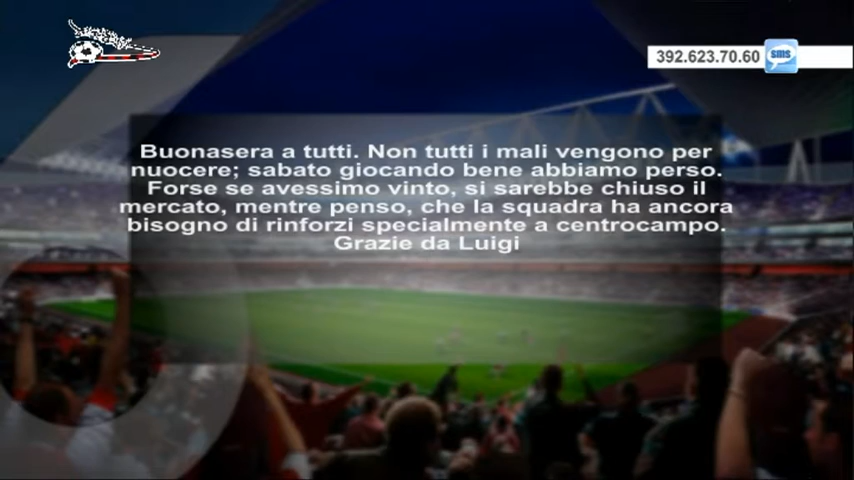 392.623.70.60 sms
Buonasera a tutti. Non tutti i mali vengono per
nuocere; sabato giocando bene abbiamo perso.
Forse se avessimo vinto, si sarebbe chiuso il
mercato, mentre penso, che la squadra ha ancora
bisogno di rinforzi specialmente a centrocampo.
Grazie da Luigi